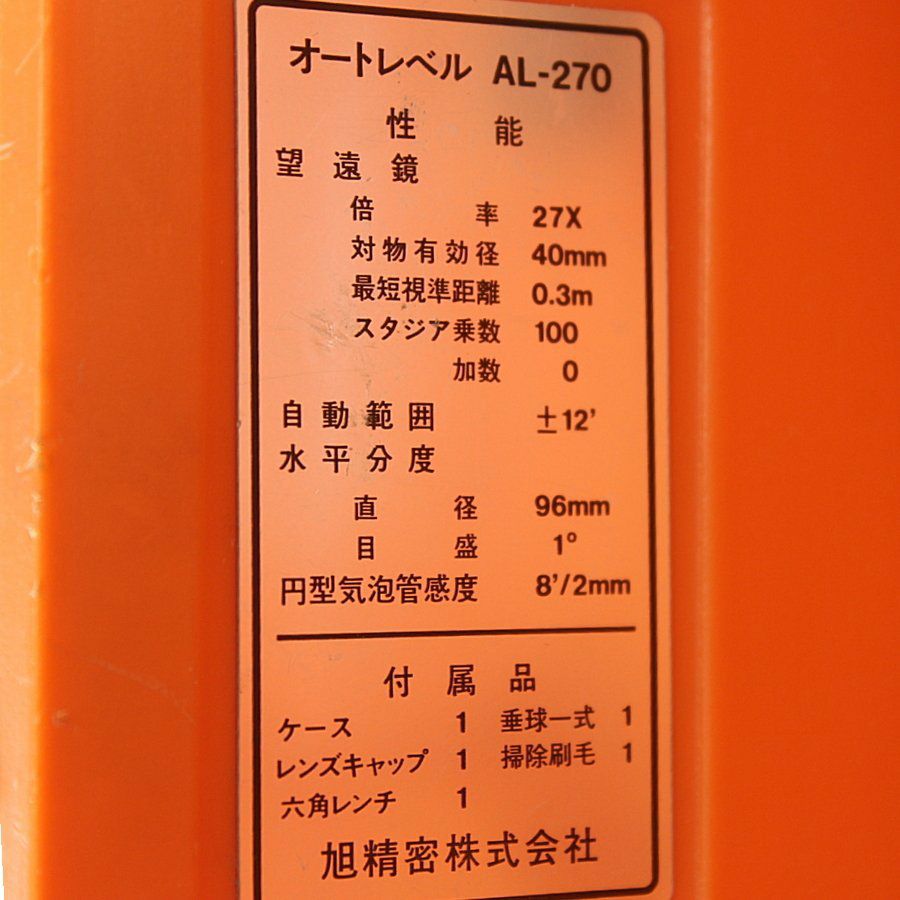 オートレベル AL-270
性能
望遠鏡
倍率 27X
対物有効径 40mm
最短視準距離 0.3m
スタジア乗数 100
加数 0
自動範囲 ±12'
水平分度
直径 96mm
目盛 1°
円型気泡管感度 8'/2mm
付属品
ケース 1 垂球一式 1
レンズキャップ 1 掃除刷毛 1
六角レンチ 1
旭精密株式会社